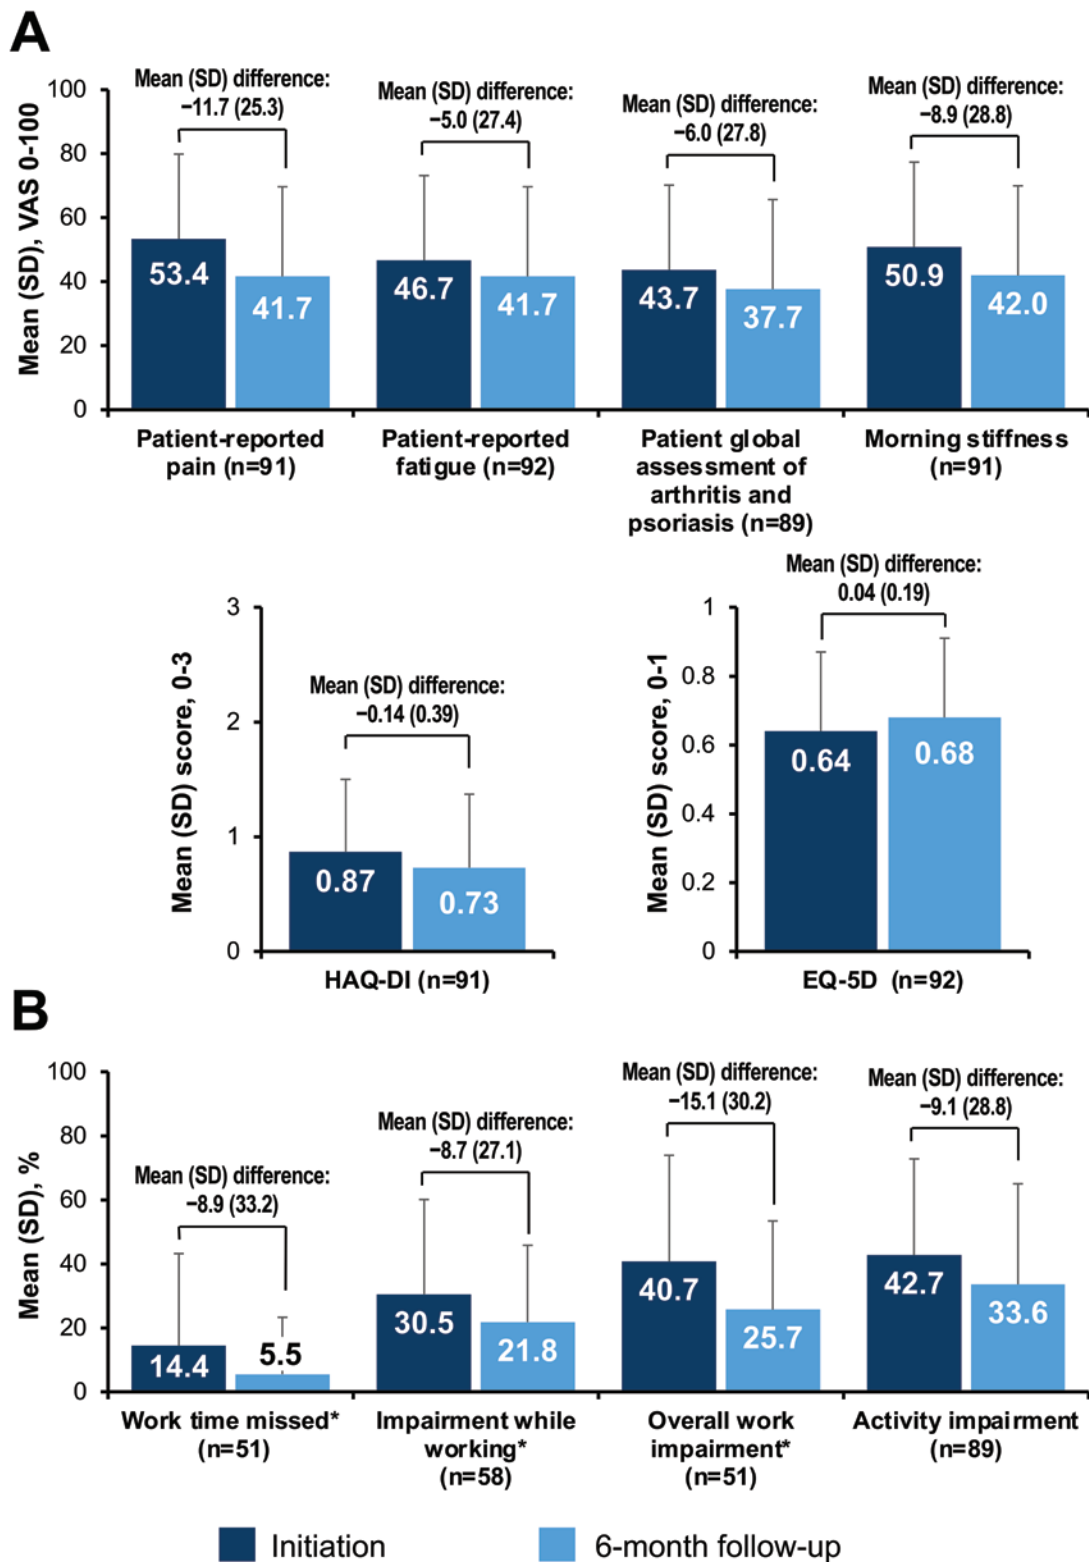 A
Mean (SD), VAS 0-100
100
80
60
40
20
0
Mean (SD) difference:
−11.7 (25.3)
Mean (SD) difference:
−5.0 (27.4)
Mean (SD) difference:
−6.0 (27.8)
Mean (SD) difference:
−8.9 (28.8)
53.4
41.7
46.7
41.7
43.7
37.7
50.9
42.0
Patient-reported
pain (n=91)
Patient-reported
fatigue (n=92)
Patient global
assessment of
arthritis and
psoriasis (n=89)
Morning stiffness
(n=91)
Mean (SD) score, 0-3
3
2
1
0
Mean (SD) difference:
−0.14 (0.39)
0.87
0.73
HAQ-DI (n=91)
Mean (SD) score, 0-1
1
0.8
0.6
0.4
0.2
0
Mean (SD) difference:
0.04 (0.19)
0.64
0.68
EQ-5D (n=92)
B
Mean (SD), %
100
80
60
40
20
0
Mean (SD) difference:
−8.9 (33.2)
Mean (SD) difference:
−8.7 (27.1)
Mean (SD) difference:
−15.1 (30.2)
Mean (SD) difference:
−9.1 (28.8)
14.4
5.5
30.5
21.8
40.7
25.7
42.7
33.6
Work time missed*
(n=51)
Impairment while
working*
(n=58)
Overall work
impairment*
(n=51)
Activity impairment
(n=89)
Initiation
6-month follow-up